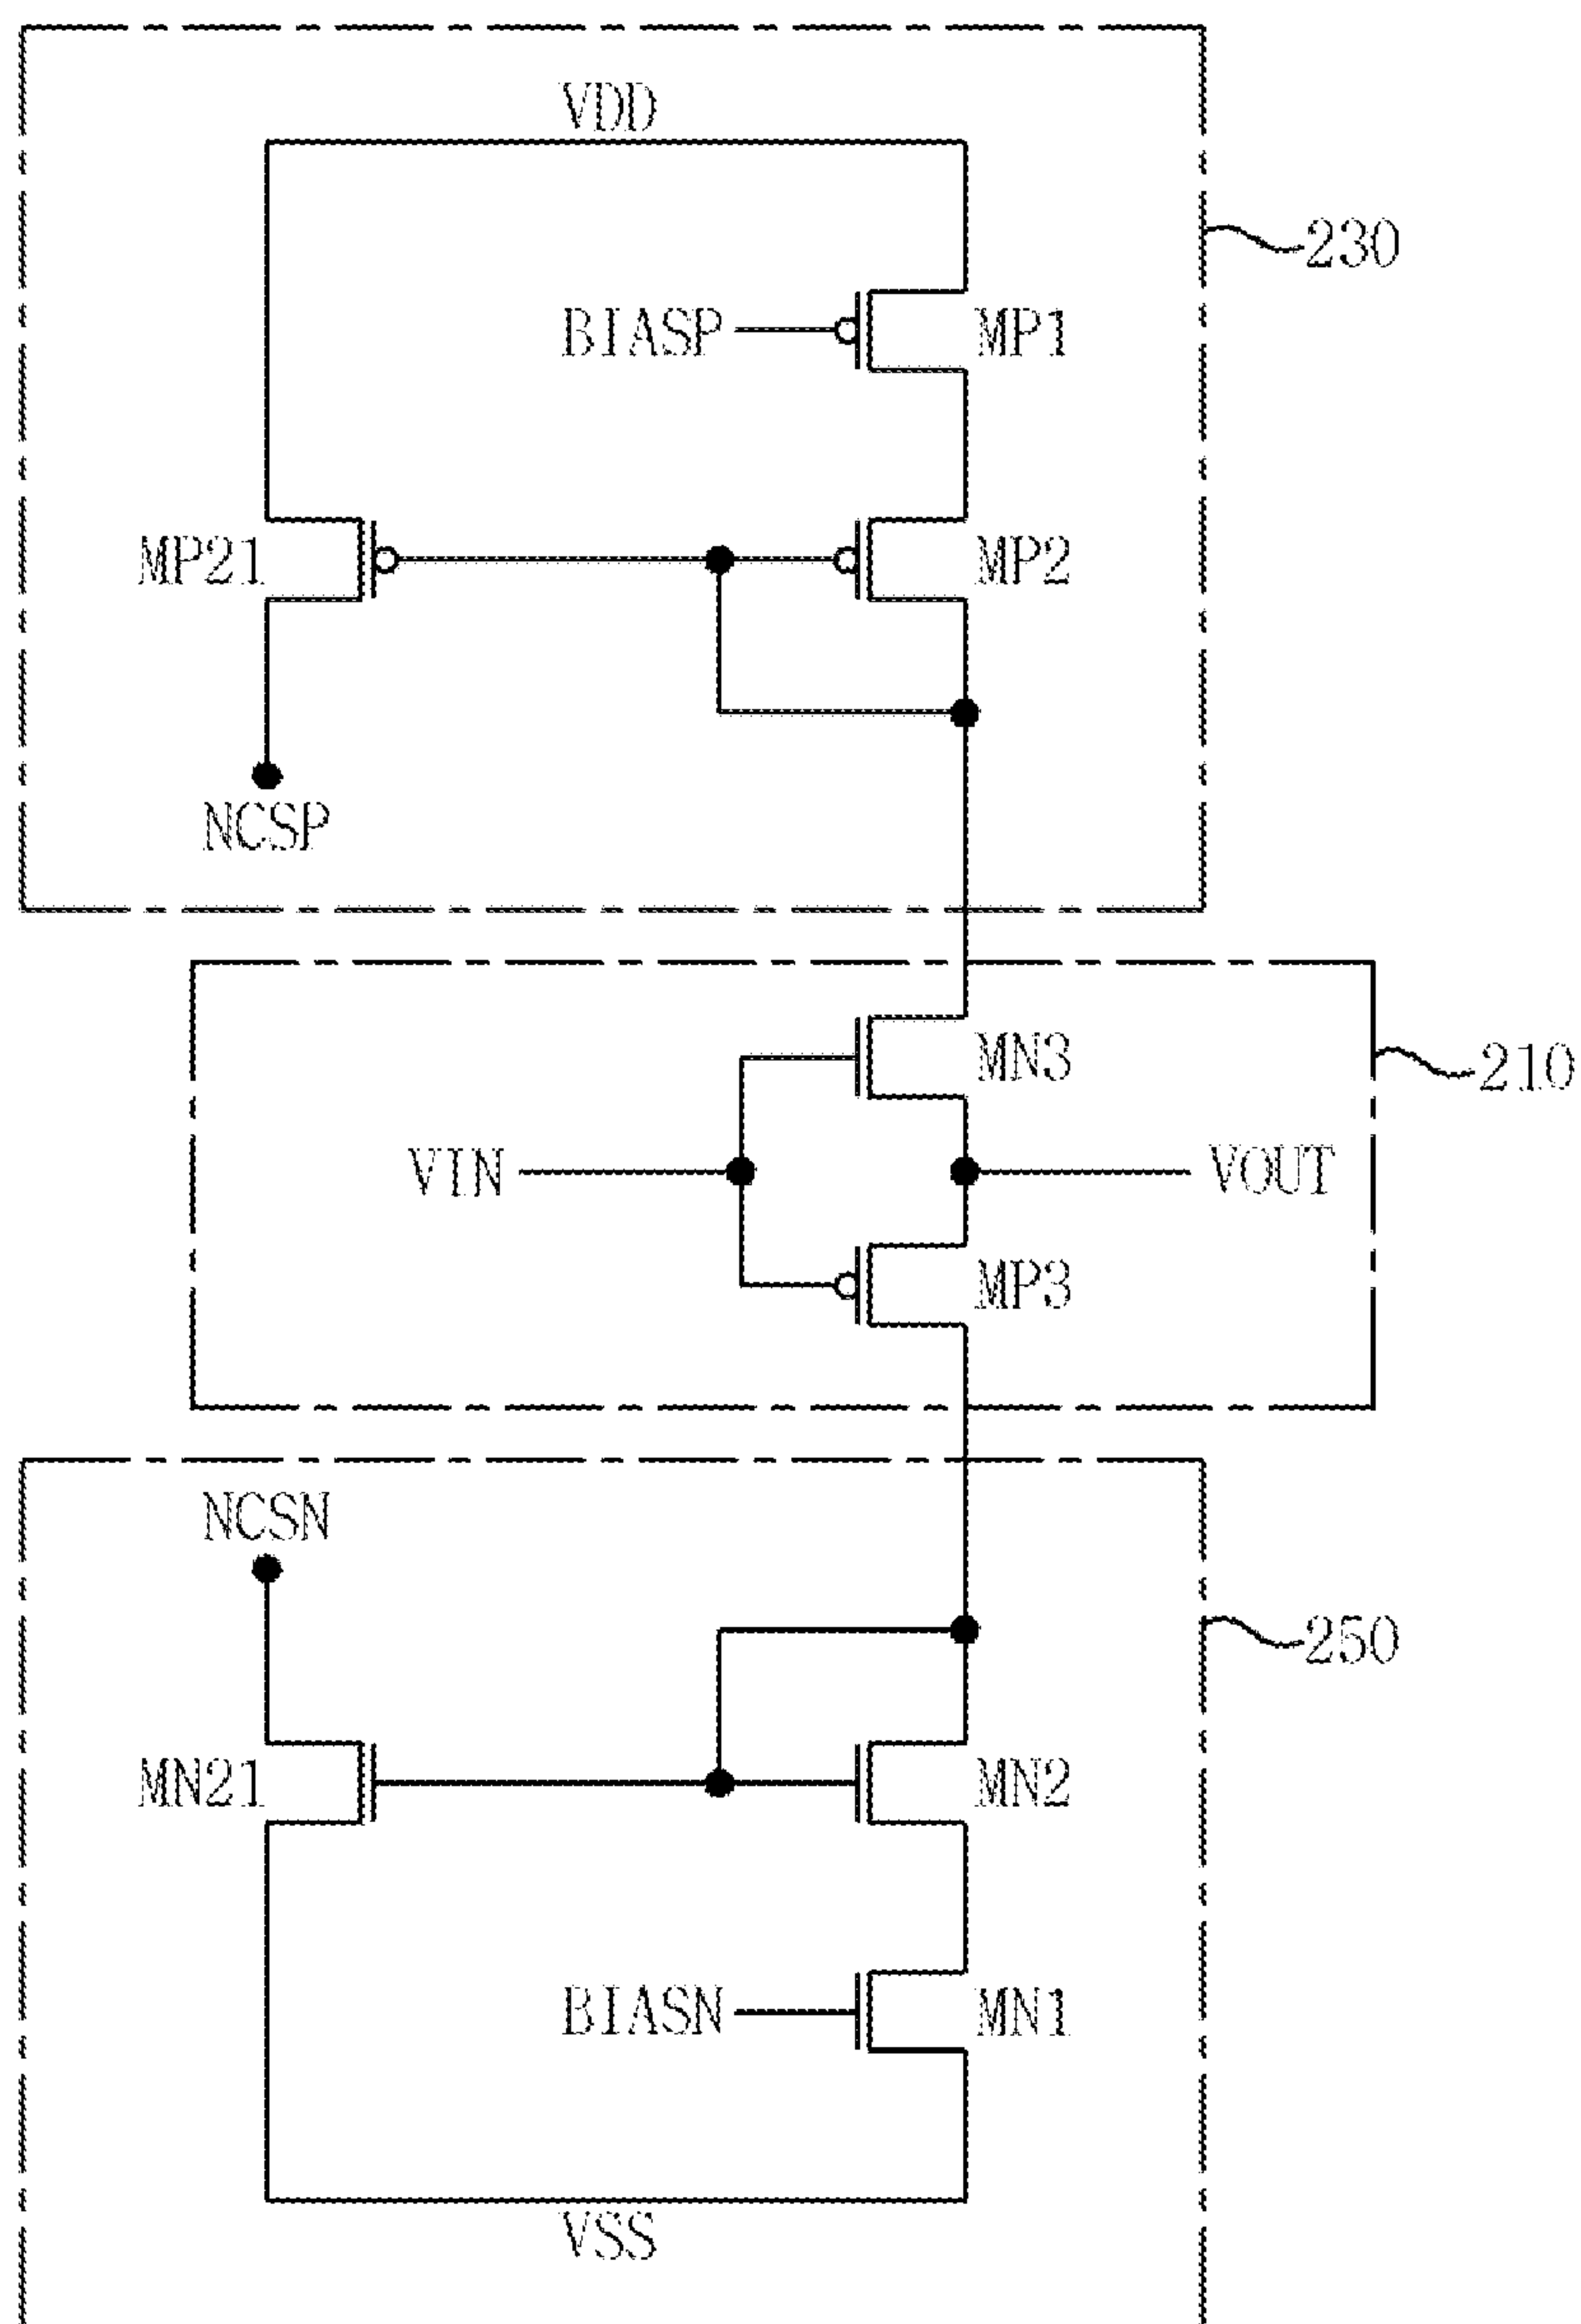 VDD
230
BIASP
MP1
MP21
MP2
NCSP
MN3
210
VIN
VOUT
MP3
NCSN
250
MN21
MN2
BIASN
MN1
VSS